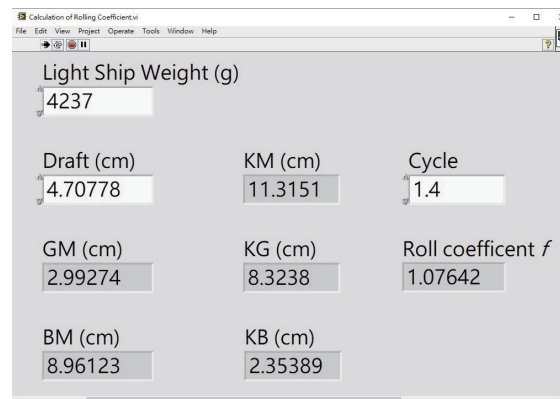 Calculation of Rolling Coefficient.vi
File Edit View Project Operate Tools Window Help
Light Ship Weight (g)
4237
Draft (cm) KM (cm) Cycle
4.70778 11.3151 1.4
GM (cm) KG (cm) Roll coefficent f
2.99274 8.3238 1.07642
BM (cm) KB (cm)
8.96123 2.35389